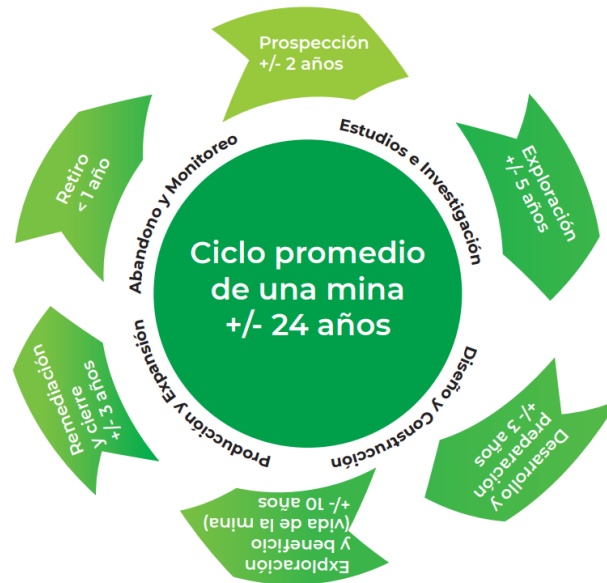 Prospección
+/- 2 años
Exploración
+/- 5 años
Desarrollo y
preparación
+/- 3 años
Exploración
y beneficio
(vida de la mina)
+/- 10 años
Remediación
y cierre
+/- 3 años
Retiro
< 1 año
Estudios e Investigación
Diseño y Construcción
Producción y Expansión
Abandono y Monitoreo
Ciclo promedio
de una mina
+/- 24 años